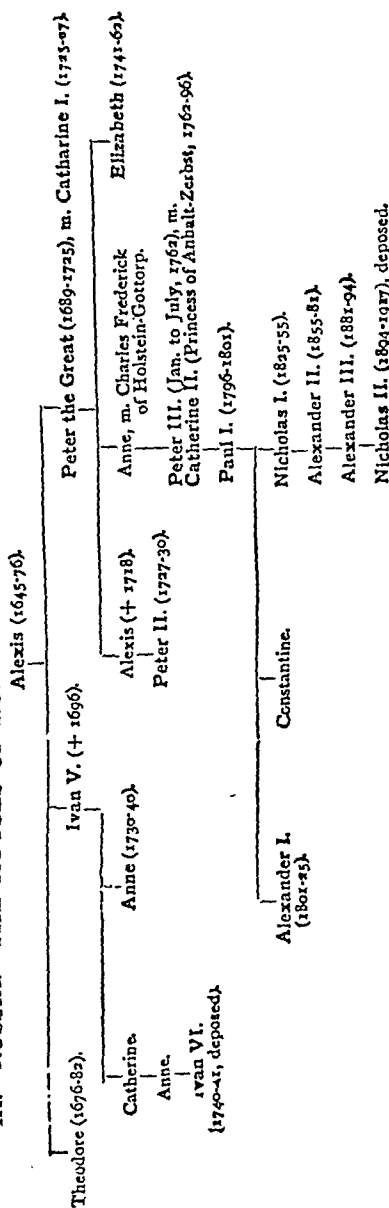 Alexis (1645-76).
Theodore (1676-82).
Ivan V. (+ 1696).
Peter the Great (1689-1725), m. Catharine I. (1725-07).
Catherine.
Anne (1730-40).
Alexis (+ 1718).
Anne, m. Charles Frederick
of Holstein-Gottorp.
Elizabeth (1741-62).
Anne.
Peter II. (1727-30).
Peter III. (Jan. to July, 1762), m.
Catherine II. (Princess of Anhalt-Zerbst, 1762-96).
Ivan VI.
(1740-41, deposed).
Paul I. (1796-1801).
Alexander I.
(1801-25).
Constantine.
Nicholas I. (1825-55).
Alexander II. (1855-81).
Alexander III. (1881-94).
Nicholas II. (1894-1917), deposed.